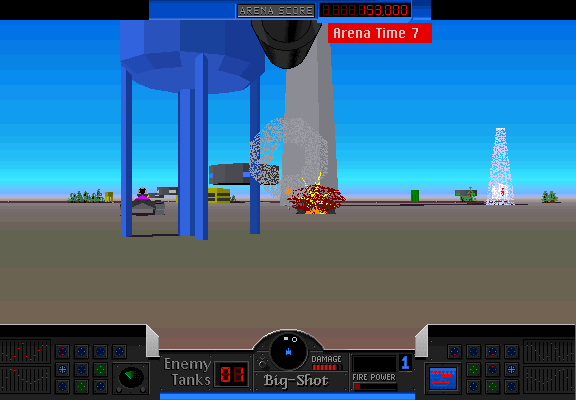 ARENA SCORE 153,000
Arena Time 7
Enemy Tanks 01
DAMAGE
1
Big-Shot
FIRE POWER